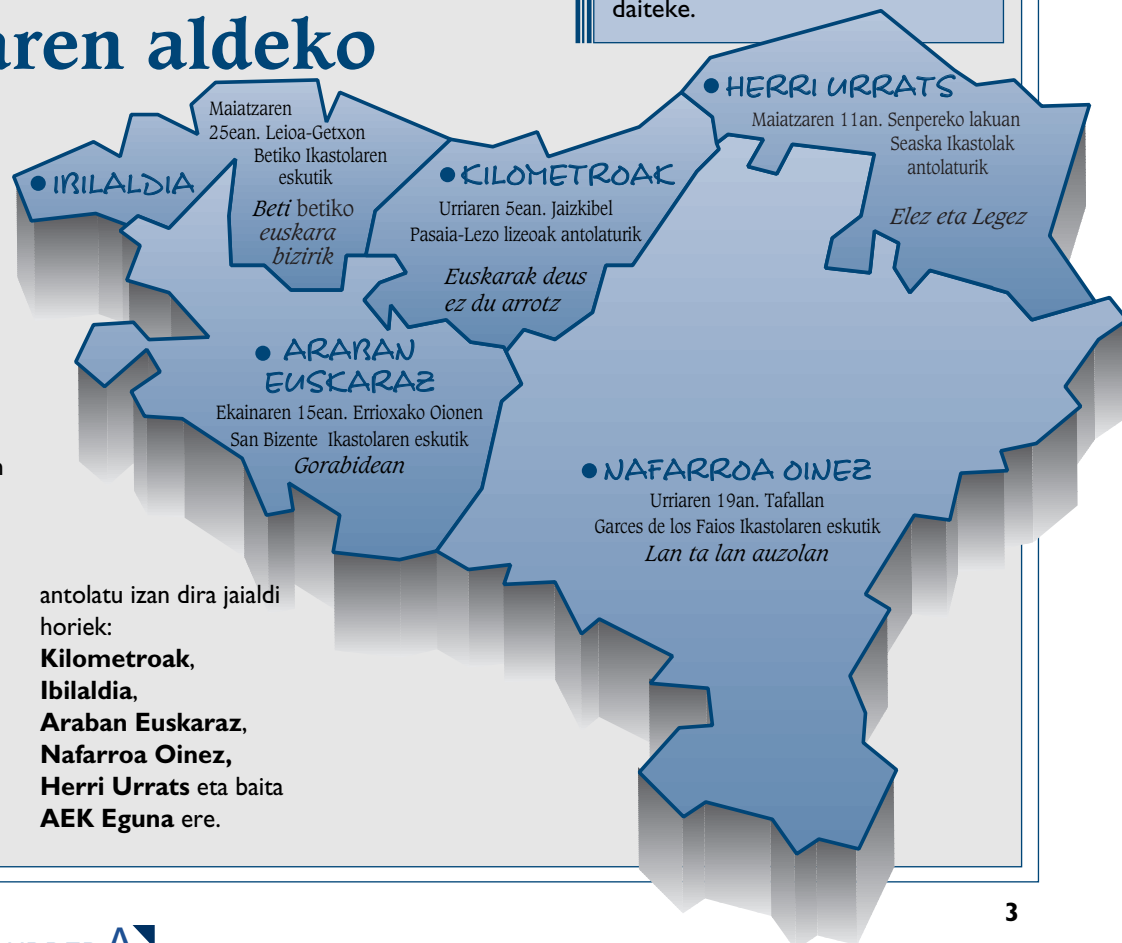 daiteke.
aren aldeko
HERRI URRATS
Maiatzaren 11an. Senpereko lakuan
Seaska Ikastolak
antolaturik
Elez eta Legez
IBILALDIA
Maiatzaren
25ean. Leioa-Getxon
Betiko Ikastolaren
eskutik
Beti betiko
euskara
bizirik
KILOMETROAK
Urriaren 5ean. Jaizkibel
Pasaia-Lezo lizeoak antolaturik
Euskarak deus
ez du arrotz
ARABAN
EUSKARAZ
Ekainaren 15ean. Errioxako Oionen
San Bizente Ikastolaren eskutik
Gorabidean
NAFARROA OINEZ
Urriaren 19an. Tafallan
Garces de los Faios Ikastolaren eskutik
Lan ta lan auzolan
antolatu izan dira jaialdi
horiek:
Kilometroak,
Ibilaldia,
Araban Euskaraz,
Nafarroa Oinez,
Herri Urrats eta baita
AEK Eguna ere.
3